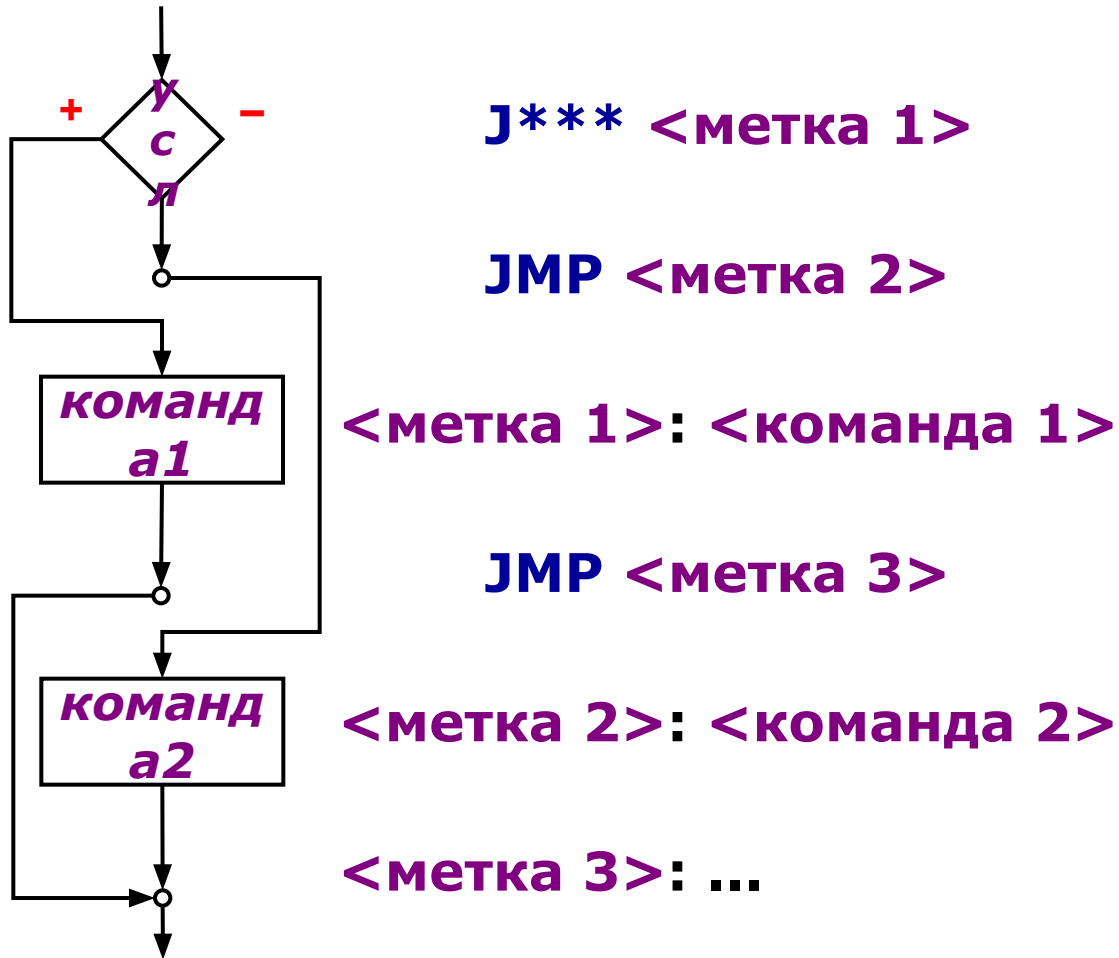 +
–
у
с
л
J*** <метка 1>
JMP <метка 2>
команд
а1
<метка 1>: <команда 1>
JMP <метка 3>
команд
а2
<метка 2>: <команда 2>
<метка 3>: …